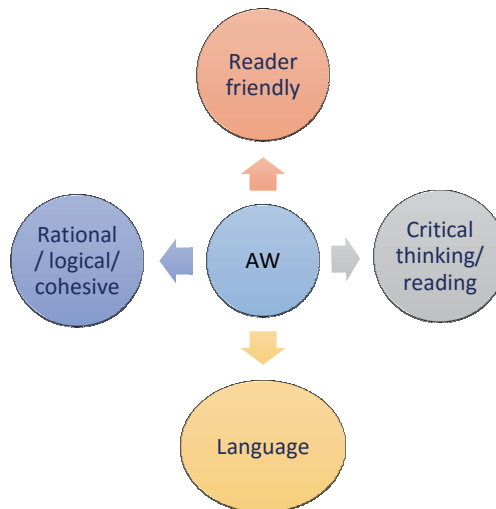 Reader
friendly
Rational
/ logical/
cohesive
AW
Critical
thinking/
reading
Language